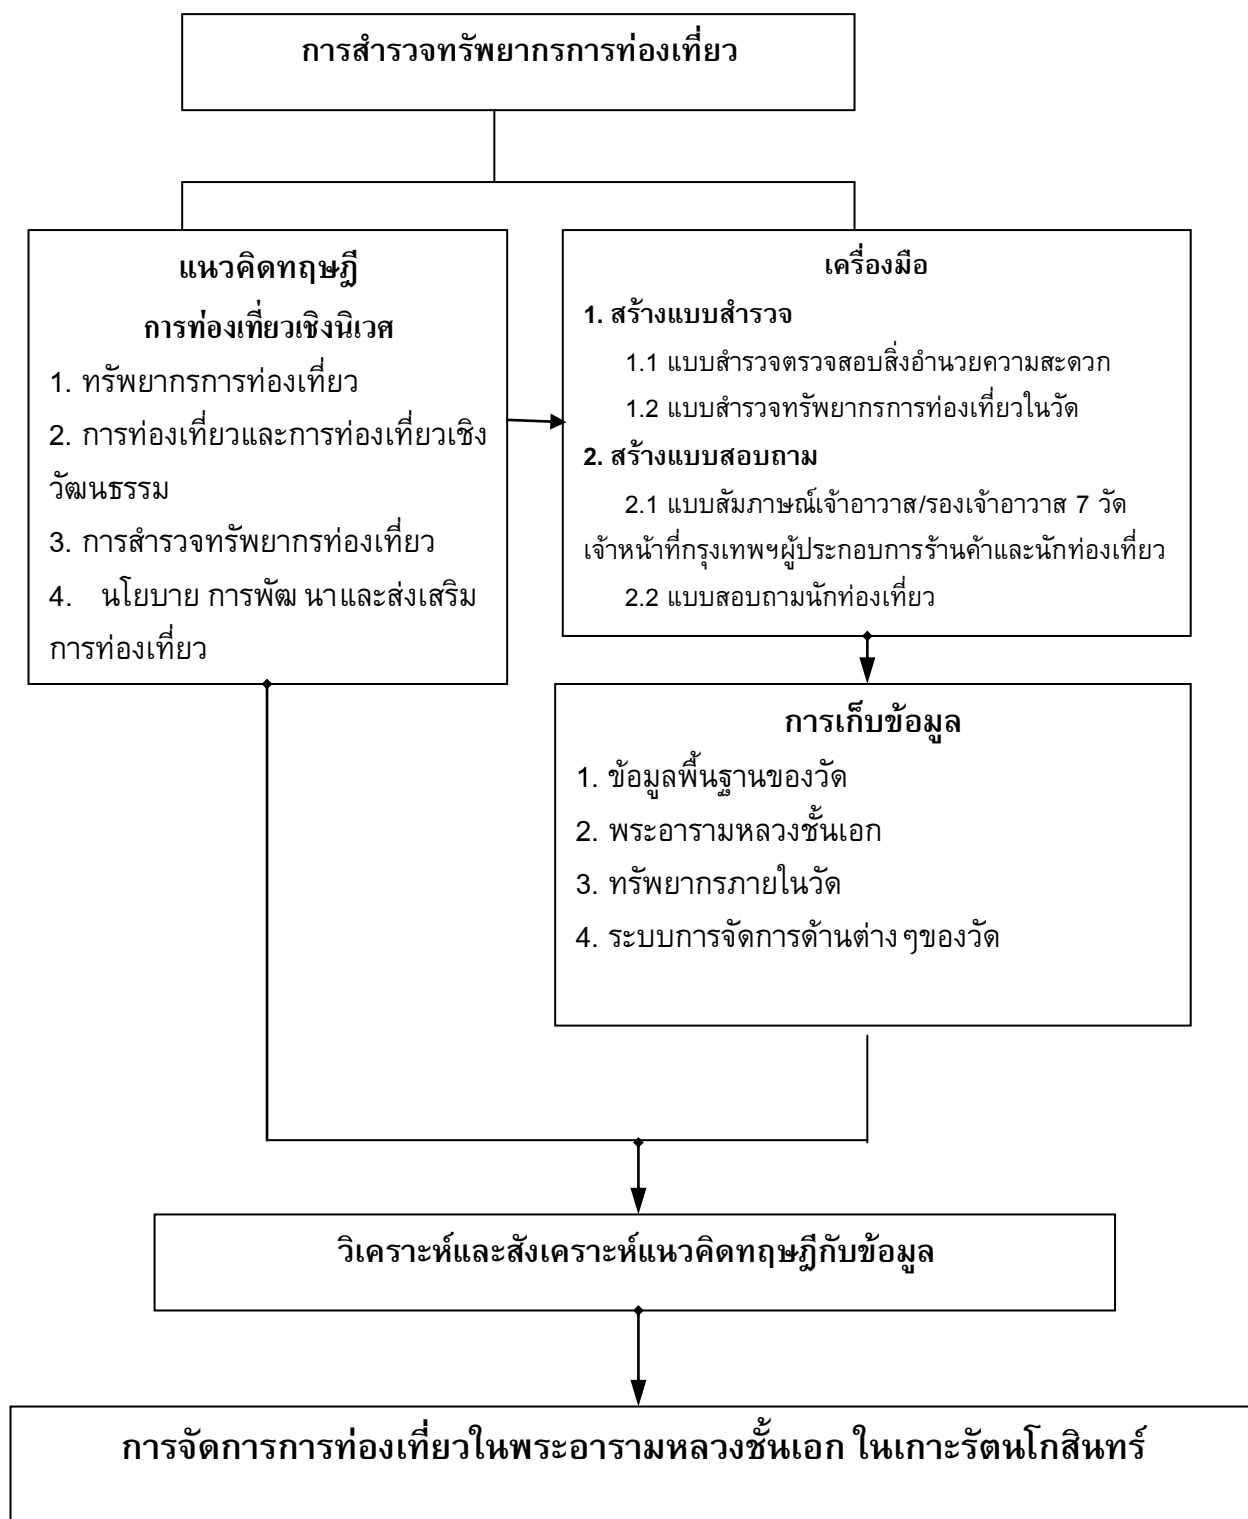 การสำรวจทรัพยากรการท่องเที่ยว
แนวคิดทฤษฎี
การท่องเที่ยวเชิงนิเวศ
1. ทรัพยากรการท่องเที่ยว
2. การท่องเที่ยวและการท่องเที่ยวเชิง
วัฒนธรรม
3. การสำรวจทรัพยากรท่องเที่ยว
4. นโยบาย การพัฒ นาและส่งเสริม
การท่องเที่ยว
เครื่องมือ
1. สร้างแบบสำรวจ
1.1 แบบสำรวจตรวจสอบสิ่งอำนวยความสะดวก
1.2 แบบสำรวจทรัพยากรการท่องเที่ยวในวัด
2. สร้างแบบสอบถาม
2.1 แบบสัมภาษณ์เจ้าอาวาส/รองเจ้าอาวาส 7 วัด
เจ้าหน้าที่กรุงเทพฯผู้ประกอบการร้านค้าและนักท่องเที่ยว
2.2 แบบสอบถามนักท่องเที่ยว
การเก็บข้อมูล
1. ข้อมูลพื้นฐานของวัด
2. พระอารามหลวงชั้นเอก
3. ทรัพยากรภายในวัด
4. ระบบการจัดการด้านต่าง ๆของวัด
วิเคราะห์และสังเคราะห์แนวคิดทฤษฎีกับข้อมูล
การจัดการการท่องเที่ยวในพระอารามหลวงชั้นเอก ในเกาะรัตนโกสินทร์